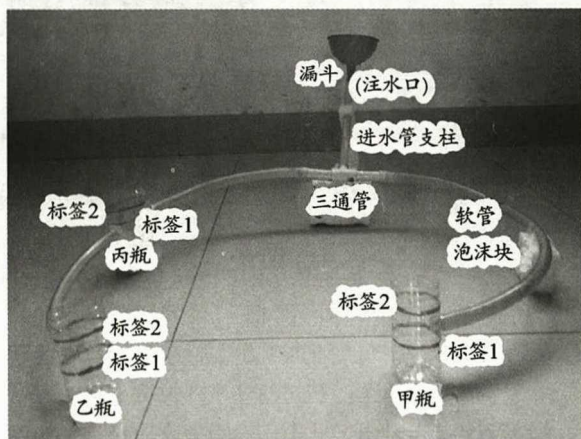 漏斗
(注水口)
进水管支柱
三通管
标签2
标签1
丙瓶
软管
泡沫块
标签2
标签1
乙瓶
标签2
标签1
甲瓶